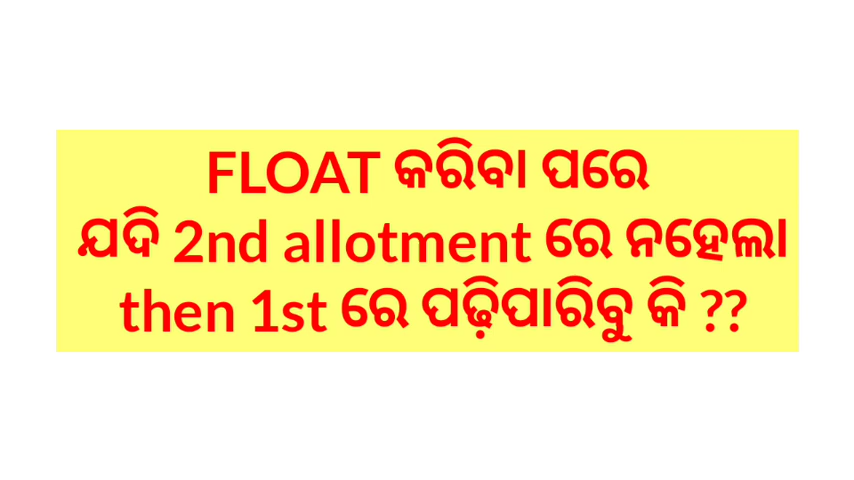 FLOAT କରିବା ପରେ
ଯଦି 2nd allotment ରେ ନହେଲା
then 1st ରେ ପଢ଼ିପାରିବୁ କି ??